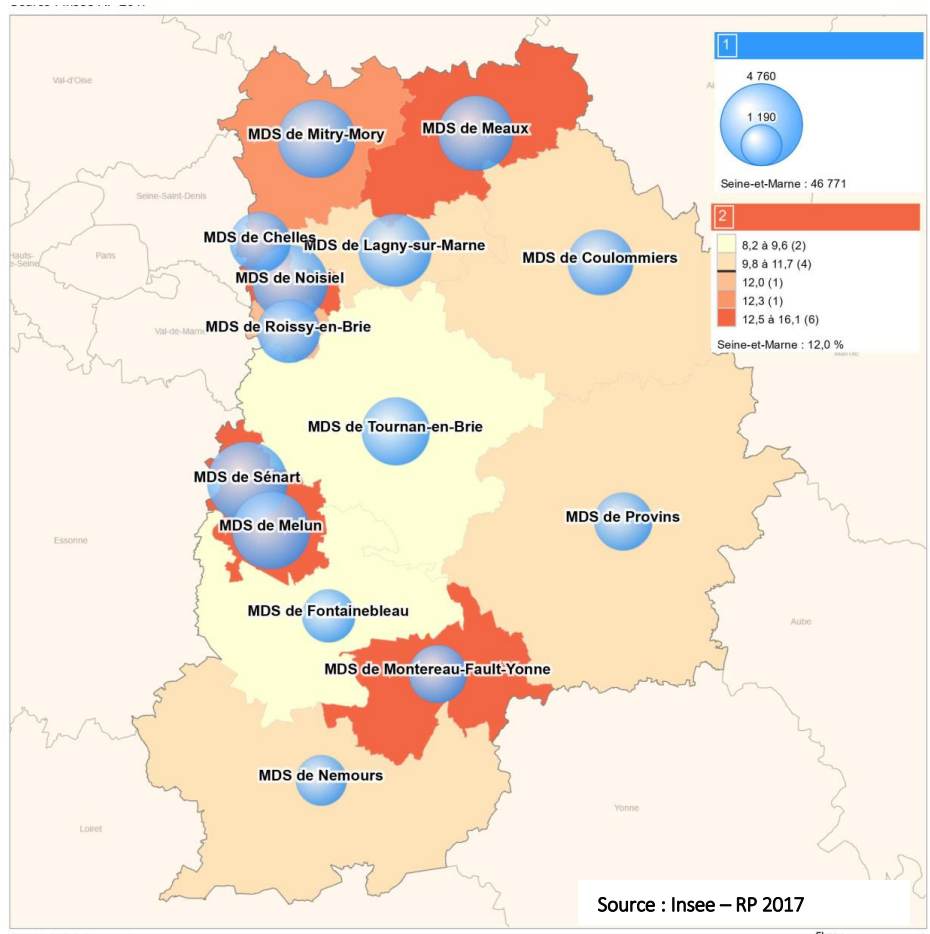 1
4 760
1 190
Seine-et-Marne : 46 771
2
8,2 à 9,6 (2)
9,8 à 11,7 (4)
12,0 (1)
12,3 (1)
12,5 à 16,1 (6)
Seine-et-Marne : 12,0 %
Val-d'Oise
MDS de Mitry-Mory
MDS de Meaux
Seine-Saint-Denis
Paris
MDS de Chelles
MDS de Lagny-sur-Marne
MDS de Coulommiers
MDS de Noisiel
Val-de-Marne
MDS de Roissy-en-Brie
MDS de Tournan-en-Brie
MDS de Sénart
MDS de Provins
MDS de Melun
Essonne
MDS de Fontainebleau
Aube
MDS de Montereau-Fault-Yonne
MDS de Nemours
Yonne
Loiret
Source : Insee – RP 2017